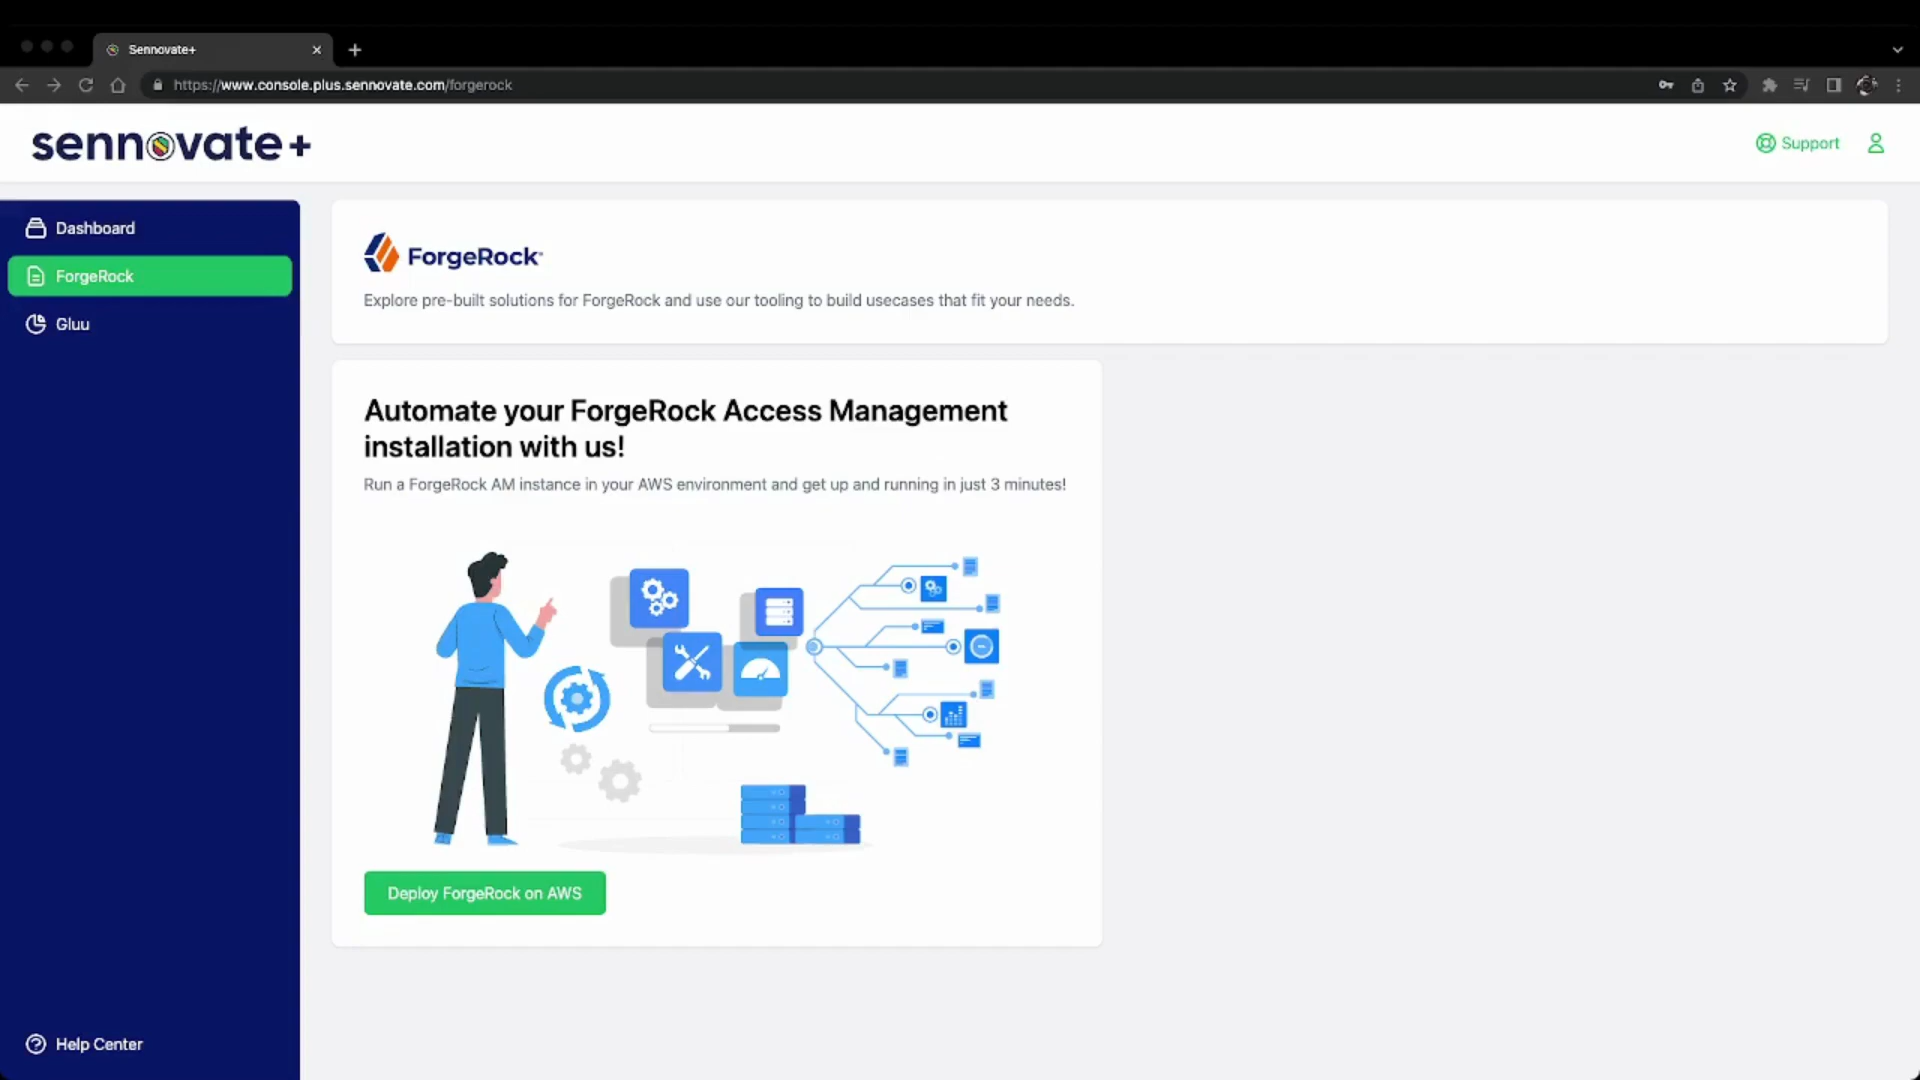 Sennovate+
https://www.console.plus.sennovate.com/forgerock
sennovate+
Support
Dashboard
ForgeRock
Gluu
Help Center
ForgeRock
Explore pre-built solutions for ForgeRock and use our tooling to build usecases that fit your needs.
Automate your ForgeRock Access Management
installation with us!
Run a ForgeRock AM instance in your AWS environment and get up and running in just 3 minutes!
Deploy ForgeRock on AWS